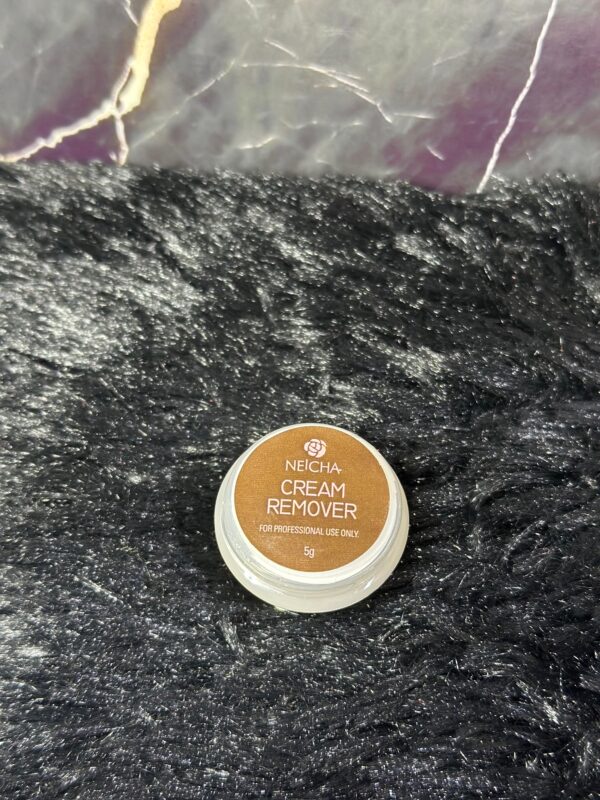 NEICHA
CREAM
REMOVER
FOR PROFESSIONAL USE ONLY.
5g